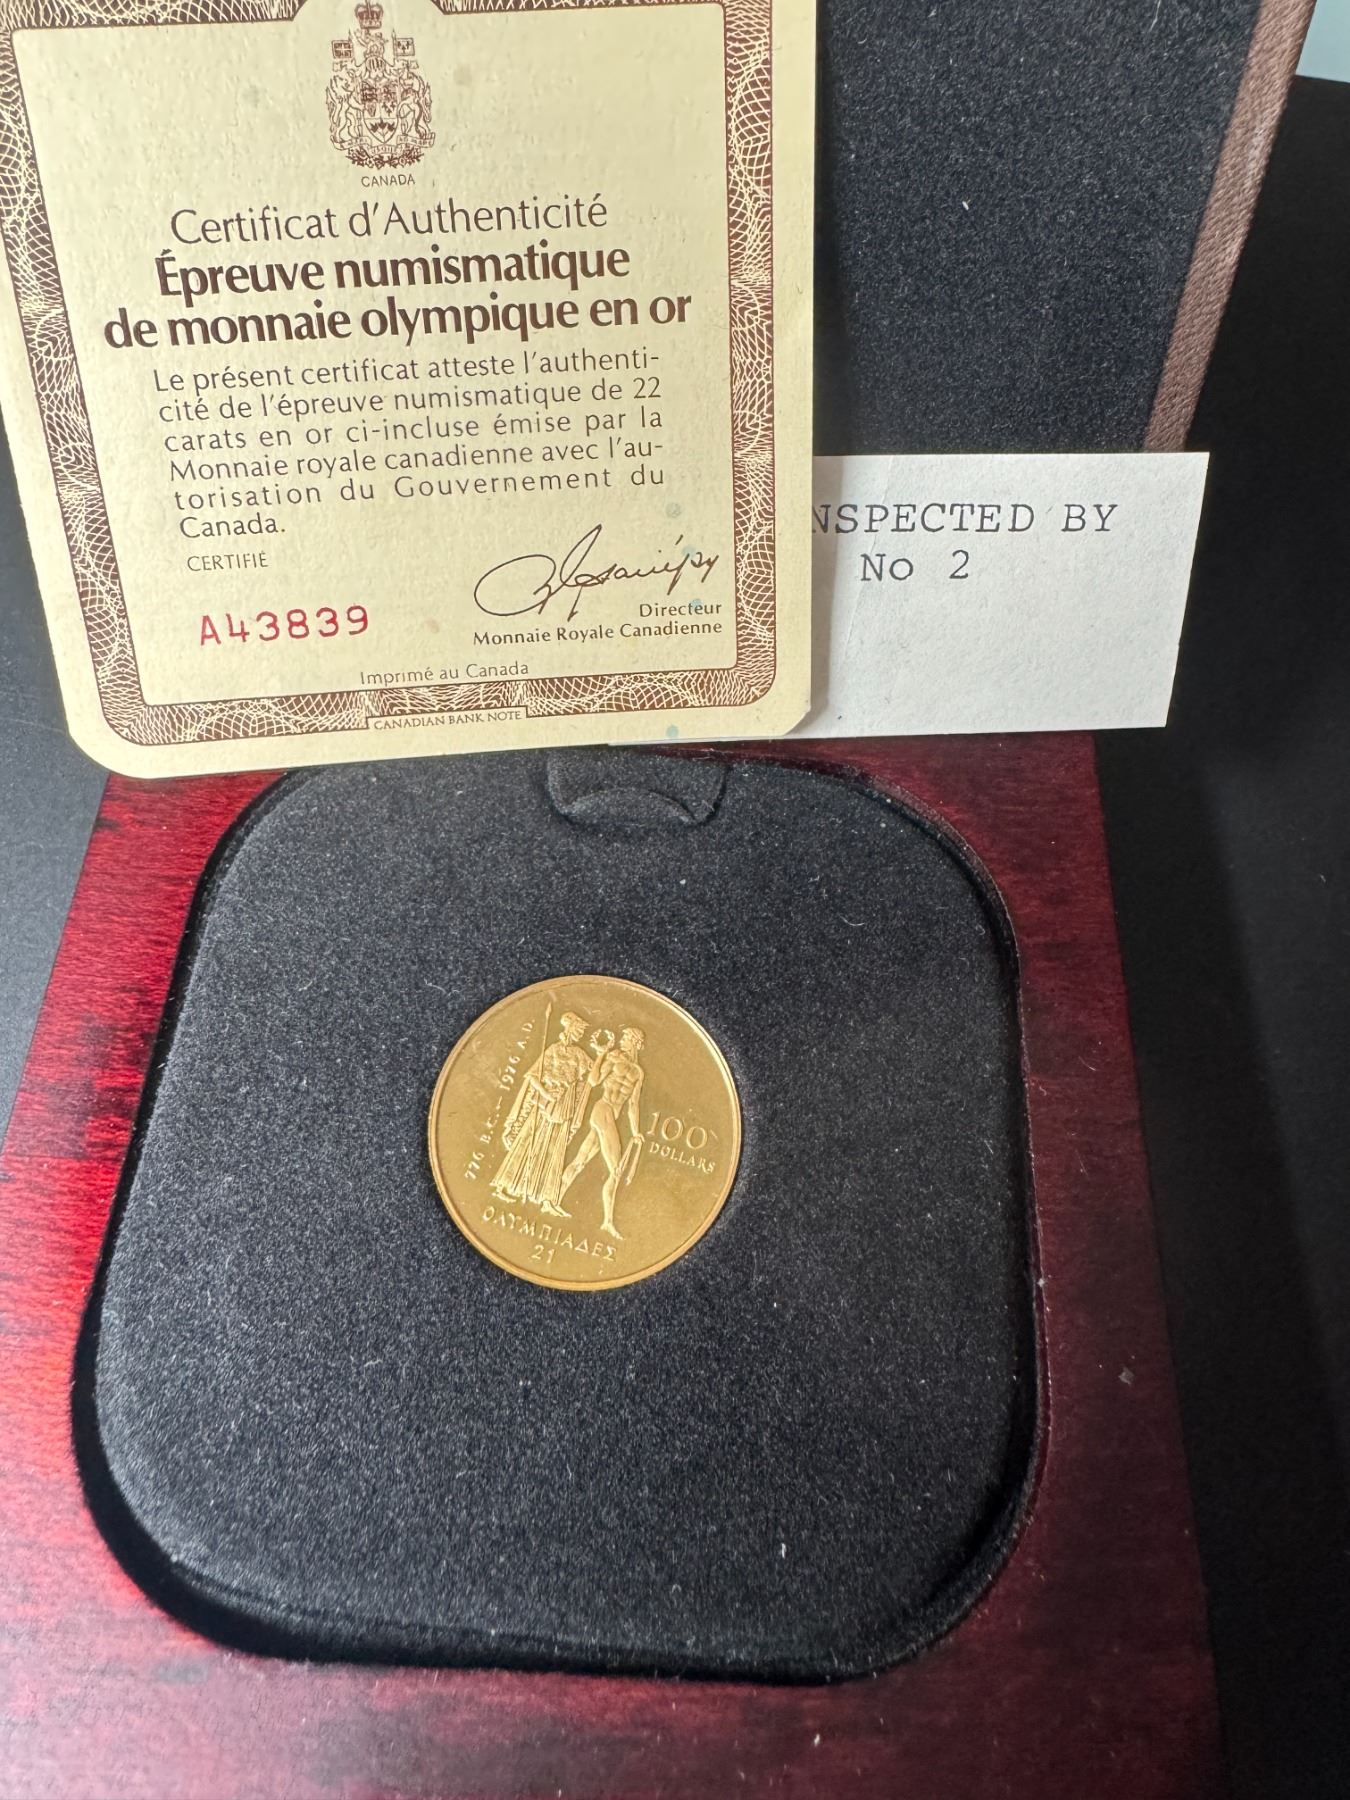 CANADA
Certificat d'Authenticité
Épreuve numismatique
de monnaie olympique en or
Le présent certificat atteste l'authenti-
cité de l'épreuve numismatique de 22
carats en or ci-incluse émise par la
Monnaie royale canadienne avec l'au-
torisation du Gouvernement du
Canada.
CERTIFIÉ
A43839
Directeur
Monnaie Royale Canadienne
Imprimé au Canada
CANADIAN BANK NOTE
NSPECTED BY
No 2
776 B.C. – 1976 A.D.
100
DOLLARS
ΟΛΥΜΠΙΑΔΕΣ
21